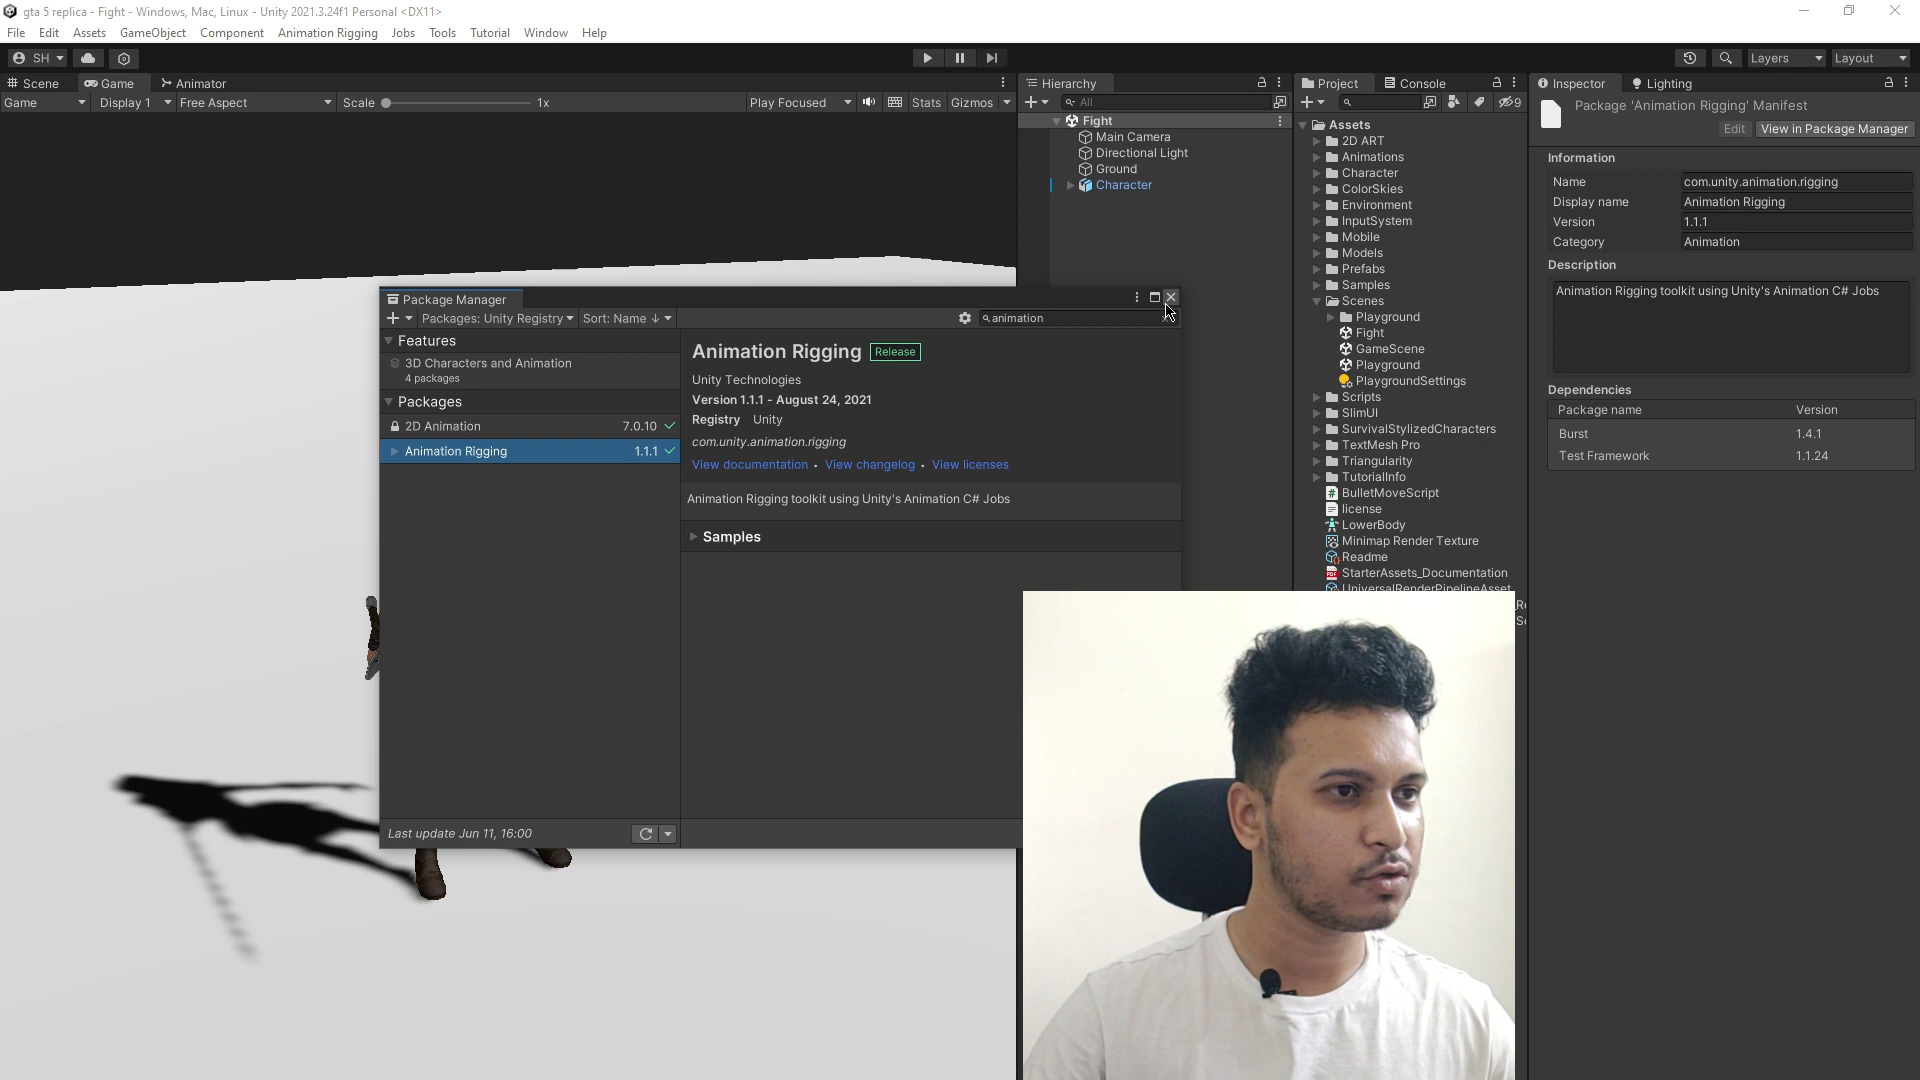 gta 5 replica - Fight - Windows, Mac, Linux - Unity 2021.3.24f1 Personal <DX11>
File Edit Assets GameObject Component Animation Rigging Jobs Tools Tutorial Window Help
SH
Layers Layout
Scene Game Animator
Game Display 1 Free Aspect Scale 1x Play Focused Stats Gizmos
Hierarchy
All
Fight
Main Camera
Directional Light
Ground
Character
Project Console
9
Assets
2D ART
Animations
Character
ColorSkies
Environment
InputSystem
Mobile
Models
Prefabs
Samples
Scenes
Playground
Fight
GameScene
Playground
PlaygroundSettings
Scripts
SlimUI
SurvivalStylizedCharacters
TextMesh Pro
Triangularity
TutorialInfo
BulletMoveScript
license
LowerBody
Minimap Render Texture
Readme
StarterAssets_Documentation
UniversalRenderPipelineAsset
Inspector Lighting
Package 'Animation Rigging' Manifest
Edit View in Package Manager
Information
Name com.unity.animation.rigging
Display name Animation Rigging
Version 1.1.1
Category Animation
Description
Animation Rigging toolkit using Unity's Animation C# Jobs
Dependencies
Package name Version
Burst 1.4.1
Test Framework 1.1.24
Package Manager
Packages: Unity Registry Sort: Name ↓ animation
Features
3D Characters and Animation
4 packages
Packages
2D Animation 7.0.10
Animation Rigging 1.1.1
Last update Jun 11, 16:00
Animation Rigging Release
Unity Technologies
Version 1.1.1 - August 24, 2021
Registry Unity
com.unity.animation.rigging
View documentation • View changelog • View licenses
Animation Rigging toolkit using Unity's Animation C# Jobs
Samples